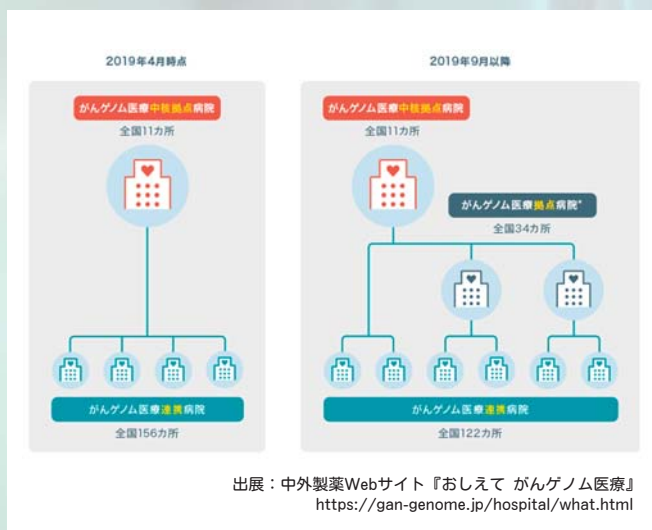 2019年4月時点
がんゲノム医療中核拠点病院
全国11カ所
がんゲノム医療連携病院
全国156カ所
2019年9月以降
がんゲノム医療中核拠点病院
全国11カ所
がんゲノム医療拠点病院*
全国34カ所
がんゲノム医療連携病院
全国122カ所
出展：中外製薬Webサイト『おしえて がんゲノム医療』
https://gan-genome.jp/hospital/what.html